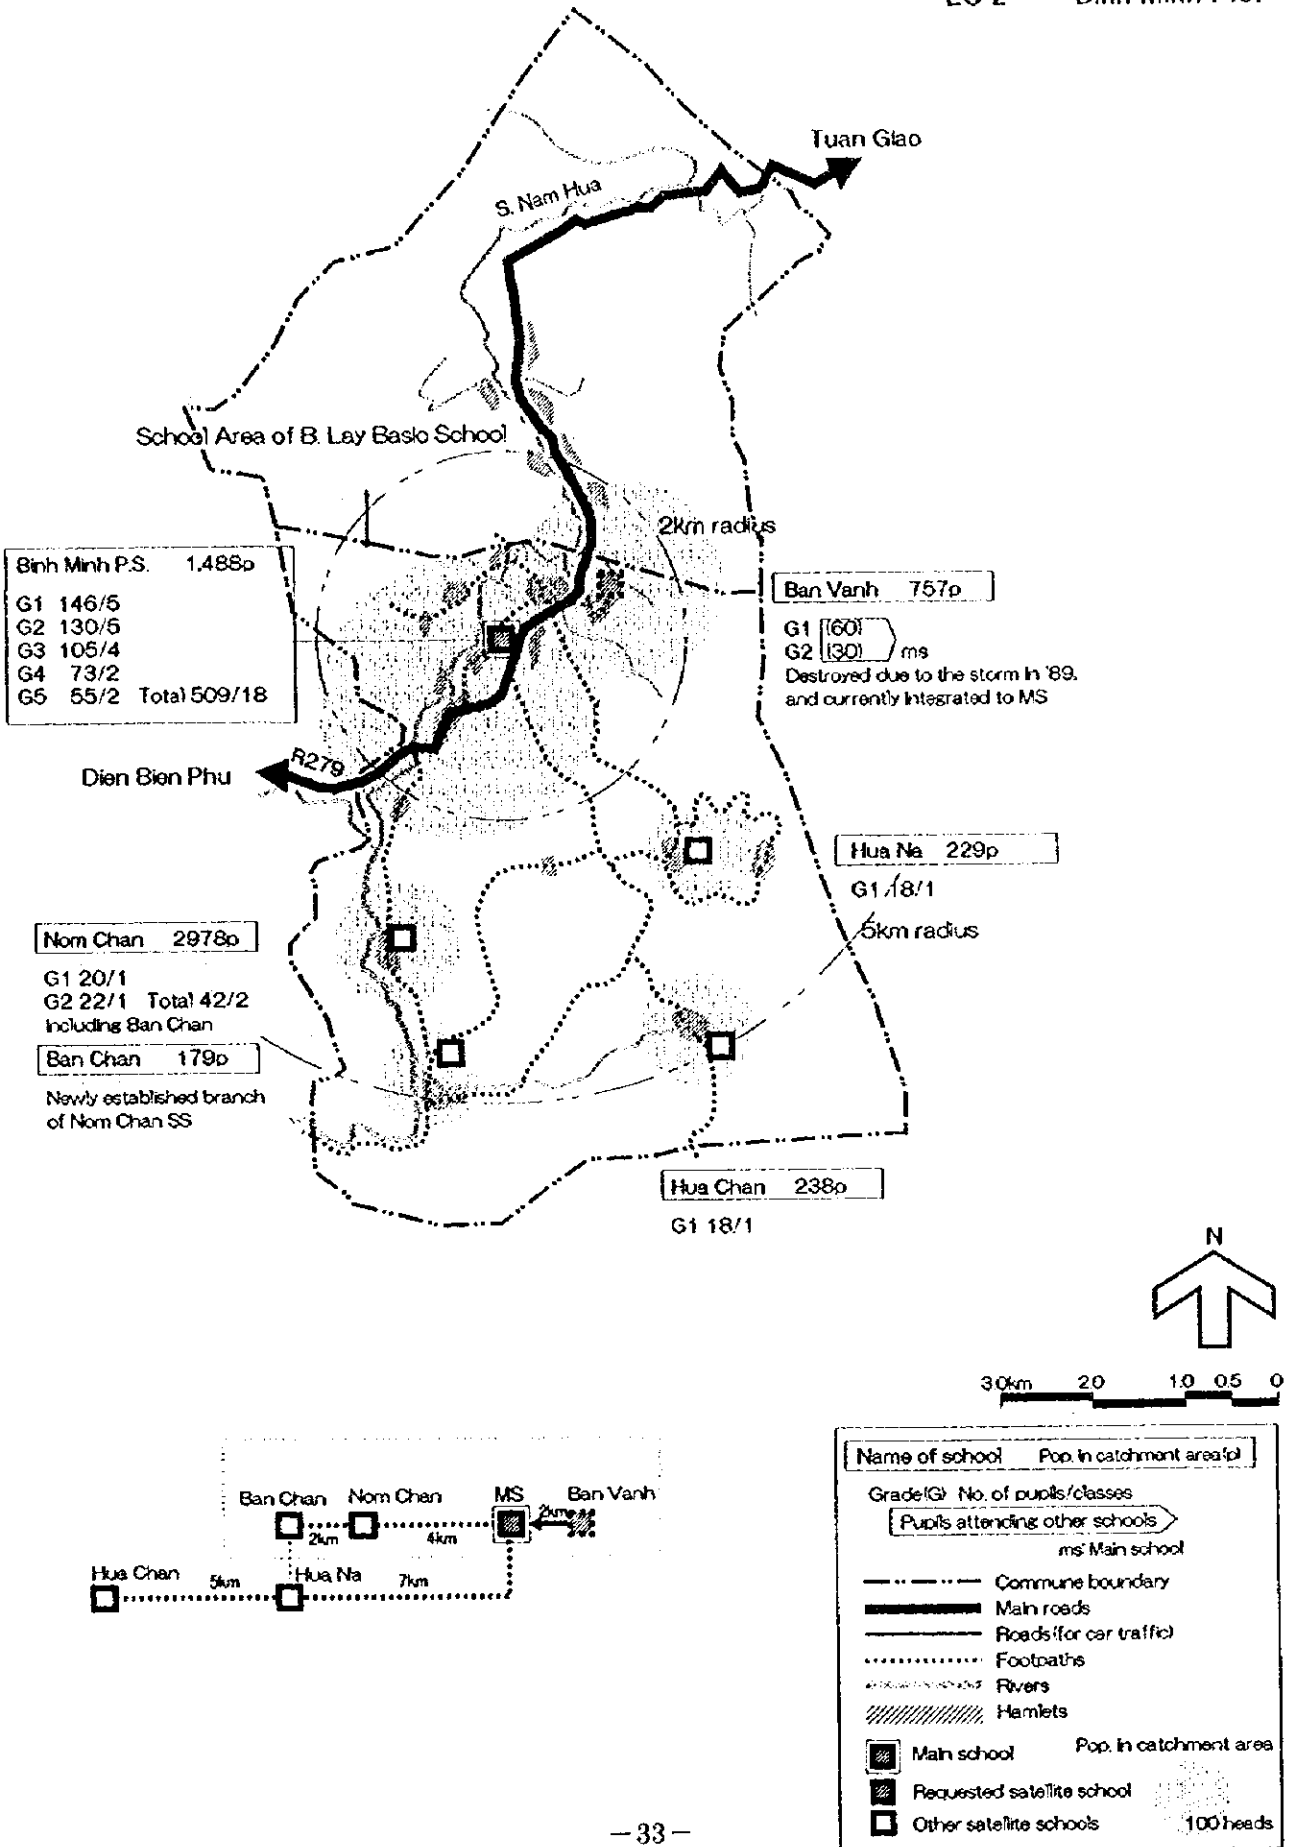 Tuan Giao
S. Nam Hua
School Area of B. Lay Basic School
2km radius
Binh Minh P.S. 1,488p
G1 146/5
G2 130/5
G3 105/4
G4 73/2
G5 55/2 Total 509/18
Ban Vanh 757p
G1 (60)
G2 (30) ms
Destroyed due to the storm in '89.
and currently integrated to MS
R279
Dien Bien Phu
Hua Na 229p
G1 18/1
5km radius
Nom Chan 2978p
G1 20/1
G2 22/1 Total 42/2
Including Ban Chan
Ban Chan 179p
Newly established branch
of Nom Chan SS
Hua Chan 238p
G1 18/1
N
3.0km 2.0 1.0 0.5 0
Ban Chan Nom Chan MS Ban Vanh
2km 4km 2km
Hua Chan Hua Na
5km 7km
Name of school Pop. in catchment area(p)
Grade(G) No. of pupils/classes
Pupils attending other schools
ms: Main school
Commune boundary
Main roads
Roads(for car traffic)
Footpaths
Rivers
Hamlets
Main school Pop. in catchment area
Requested satellite school
Other satellite schools 100 heads
-33-